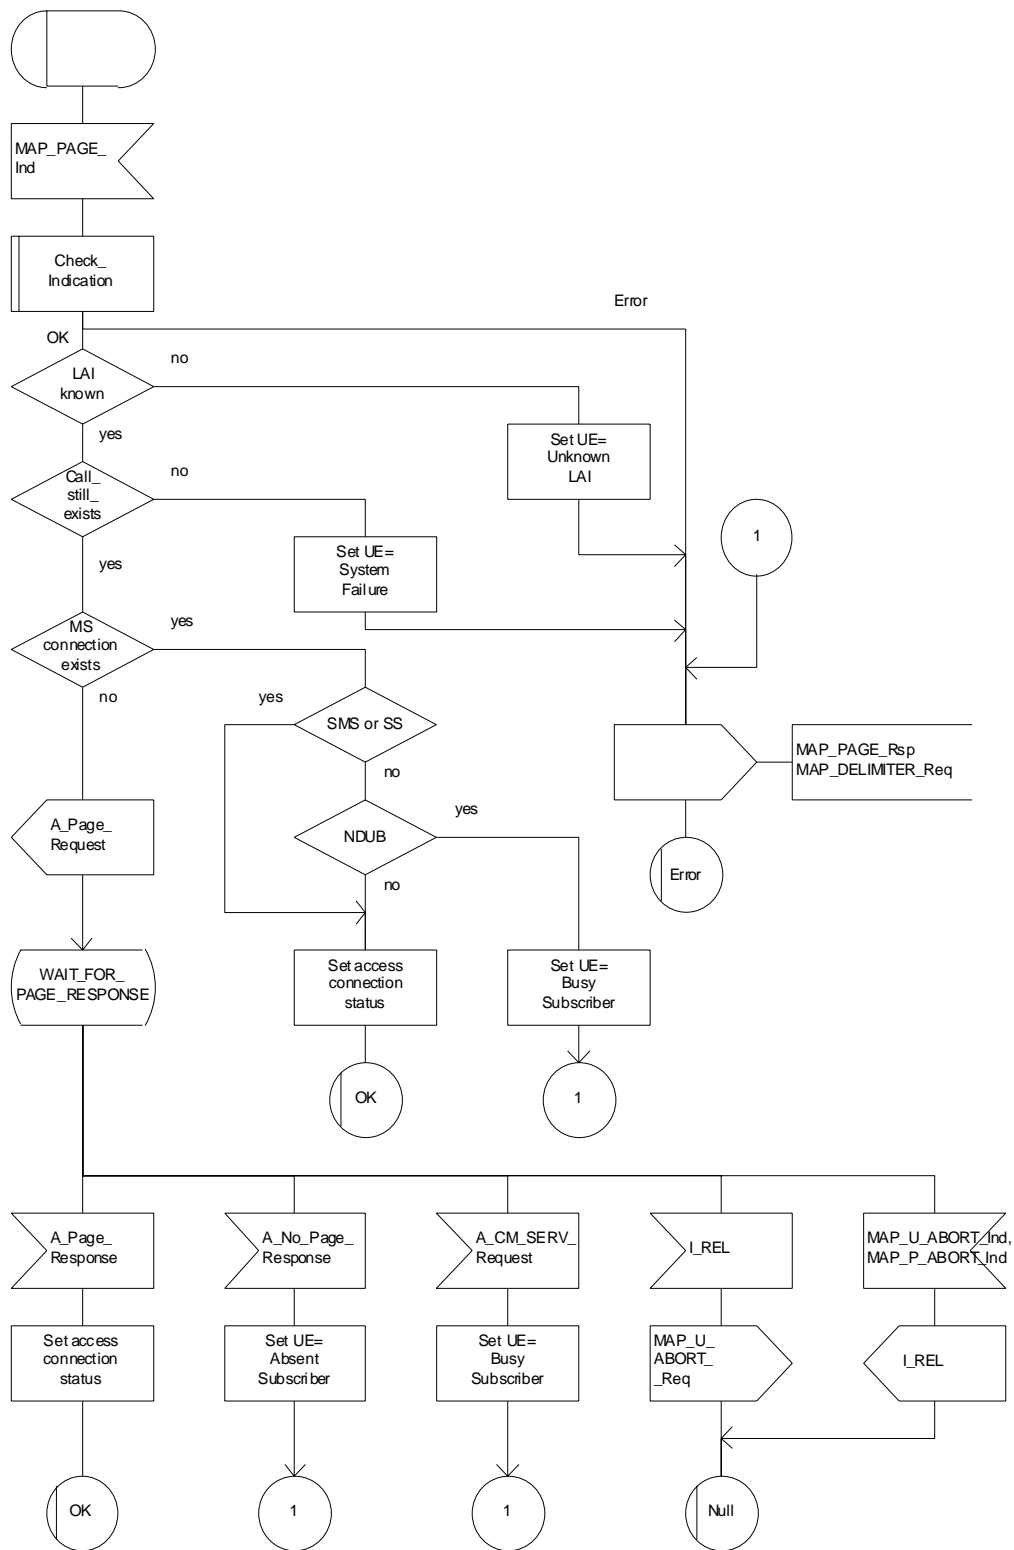 MAP_PAGE_
Ind
Check_
Indication
Error
OK
no
LAI
known
yes
Set UE=
Unknown
LAI
no
Call_
still_
exists
1
Set UE=
System
Failure
yes
yes
MS
connection
exists
no
yes
SMS or SS
MAP_PAGE_Rsp
MAP_DELIMITER_Req
no
yes
A_Page_
Request
NDUB
Error
no
Set access
connection
status
Set UE=
Busy
Subscriber
WAIT_FOR_
PAGE_RESPONSE
OK
1
A_Page_
Response
A_No_Page_
Response
A_CM_SERV_
Request
I_REL
MAP_U_ABORT_Ind,
MAP_P_ABORT_Ind
Set access
connection
status
Set UE=
Absent
Subscriber
Set UE=
Busy
Subscriber
MAP_U_
ABORT_
_Req
I_REL
OK
1
1
Null